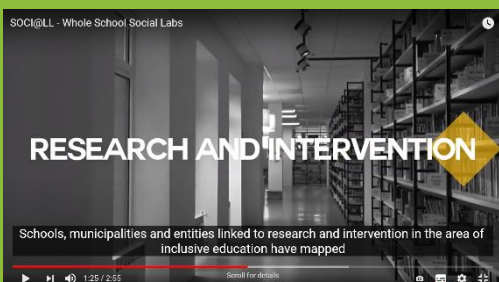 SOCI@LL - Whole School Social Labs
RESEARCH AND INTERVENTION
Schools, municipalities and entities linked to research and intervention in the area of
inclusive education have mapped
1:25 / 2:55
Scroll for details